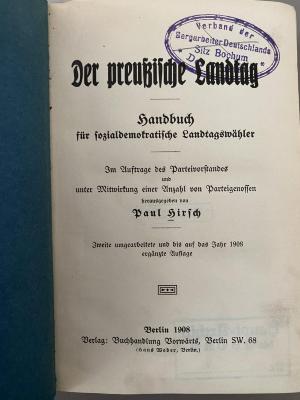 Verband der
Bergarbeiter Deutschlands
Sitz Bochum
Der preußische Landtag
Handbuch
für sozialdemokratische Landtagswähler
Im Auftrage des Parteivorstandes
und
unter Mitwirkung einer Anzahl von Parteigenossen
herausgegeben von
Paul Hirsch
Zweite umgearbeitete und bis auf das Jahr 1908
ergänzte Auflage
Berlin 1908
Verlag: Buchhandlung Vorwärts, Berlin SW. 68
(Hans Weber, Berlin.)